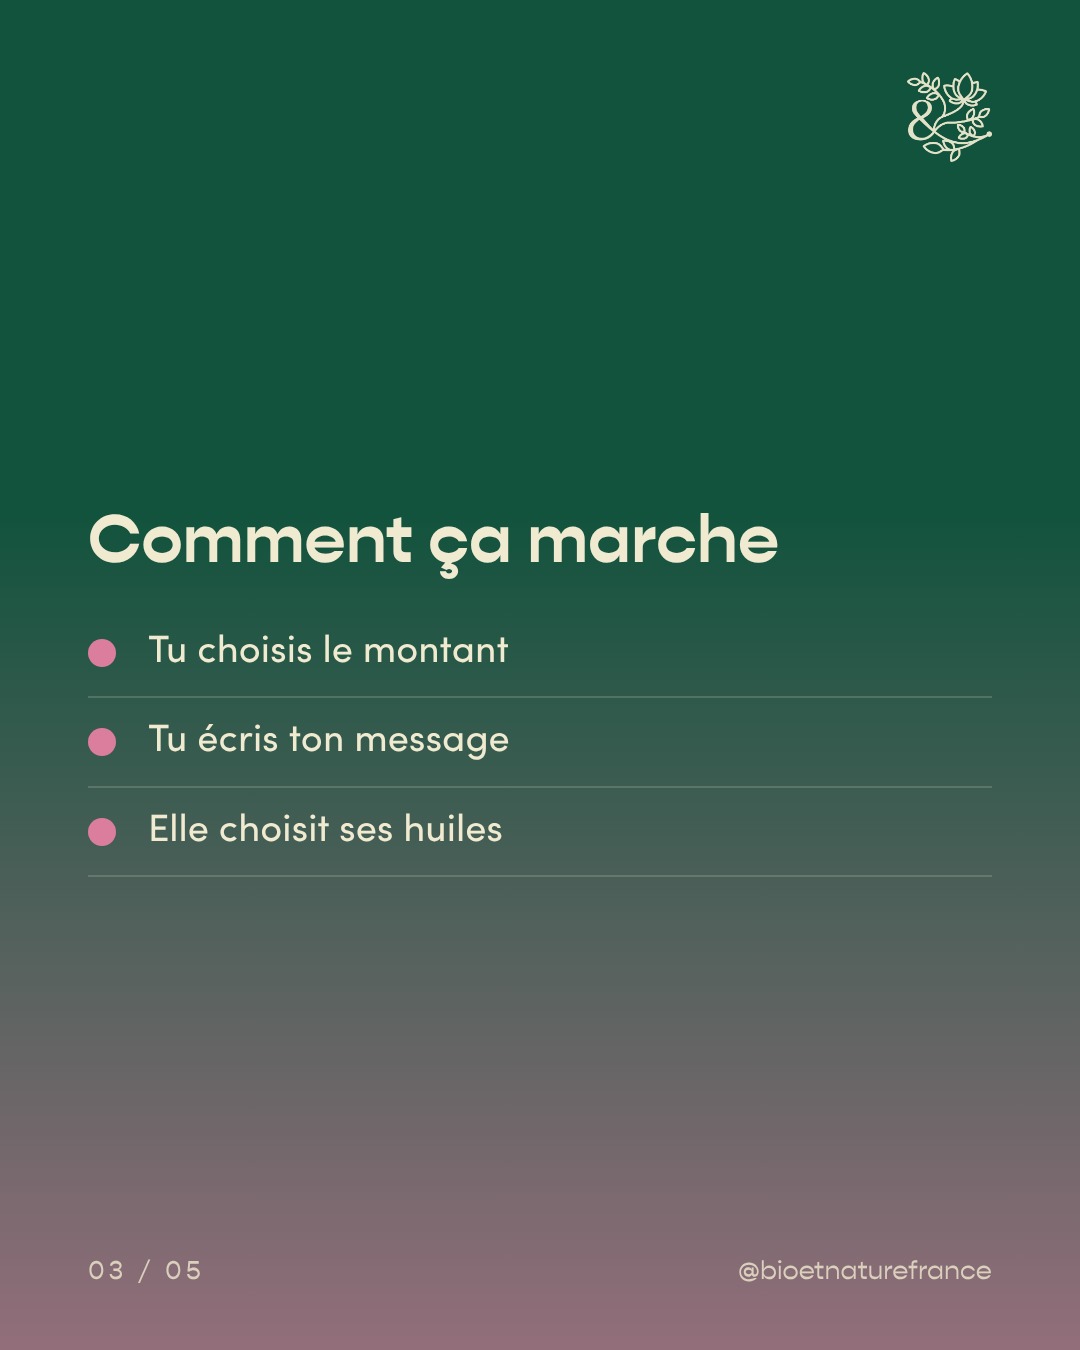 &
Comment ça marche
Tu choisis le montant
Tu écris ton message
Elle choisit ses huiles
03 / 05
@bioetnaturefrance